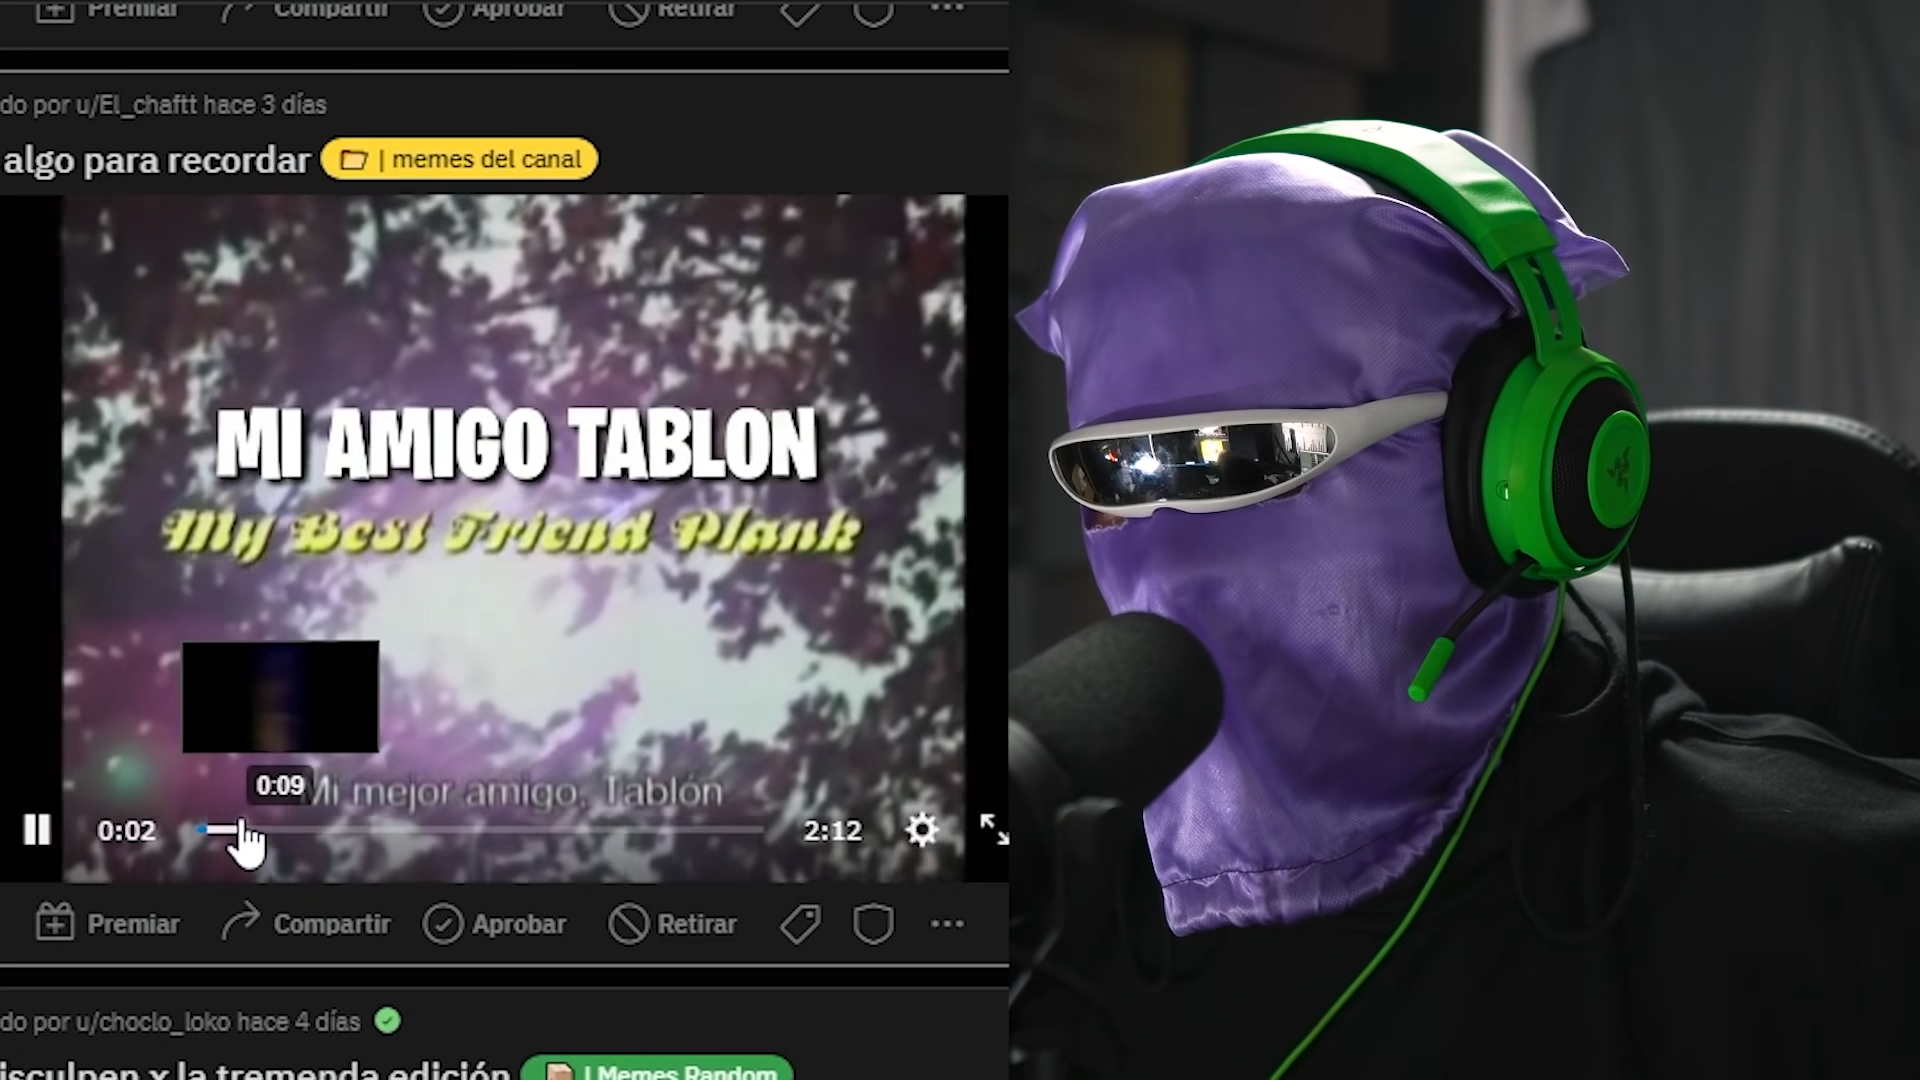 Premiar Compartir Aprobar Retirar
do por u/El_chaftt hace 3 días
algo para recordar | memes del canal
MI AMIGO TABLON
My Best Friend Plank
0:09 Mi mejor amigo, Tablón
0:02 2:12
Premiar Compartir Aprobar Retirar
do por u/choclo_loko hace 4 días
isculpen x la tremenda edición | Memes Random